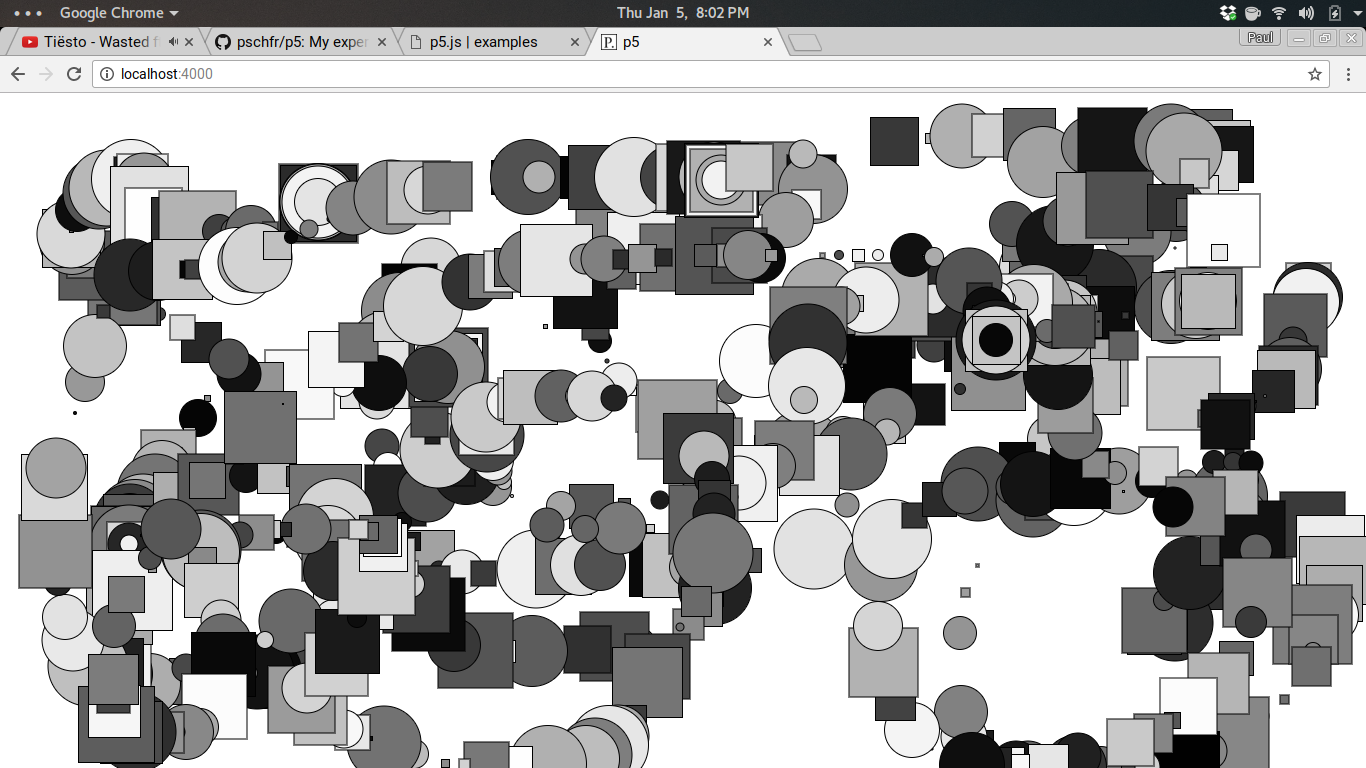 Google Chrome
Thu Jan 5, 8:02 PM
Tiësto - Wasted f
pschfr/p5: My exper
p5.js | examples
P. p5
Paul
localhost:4000